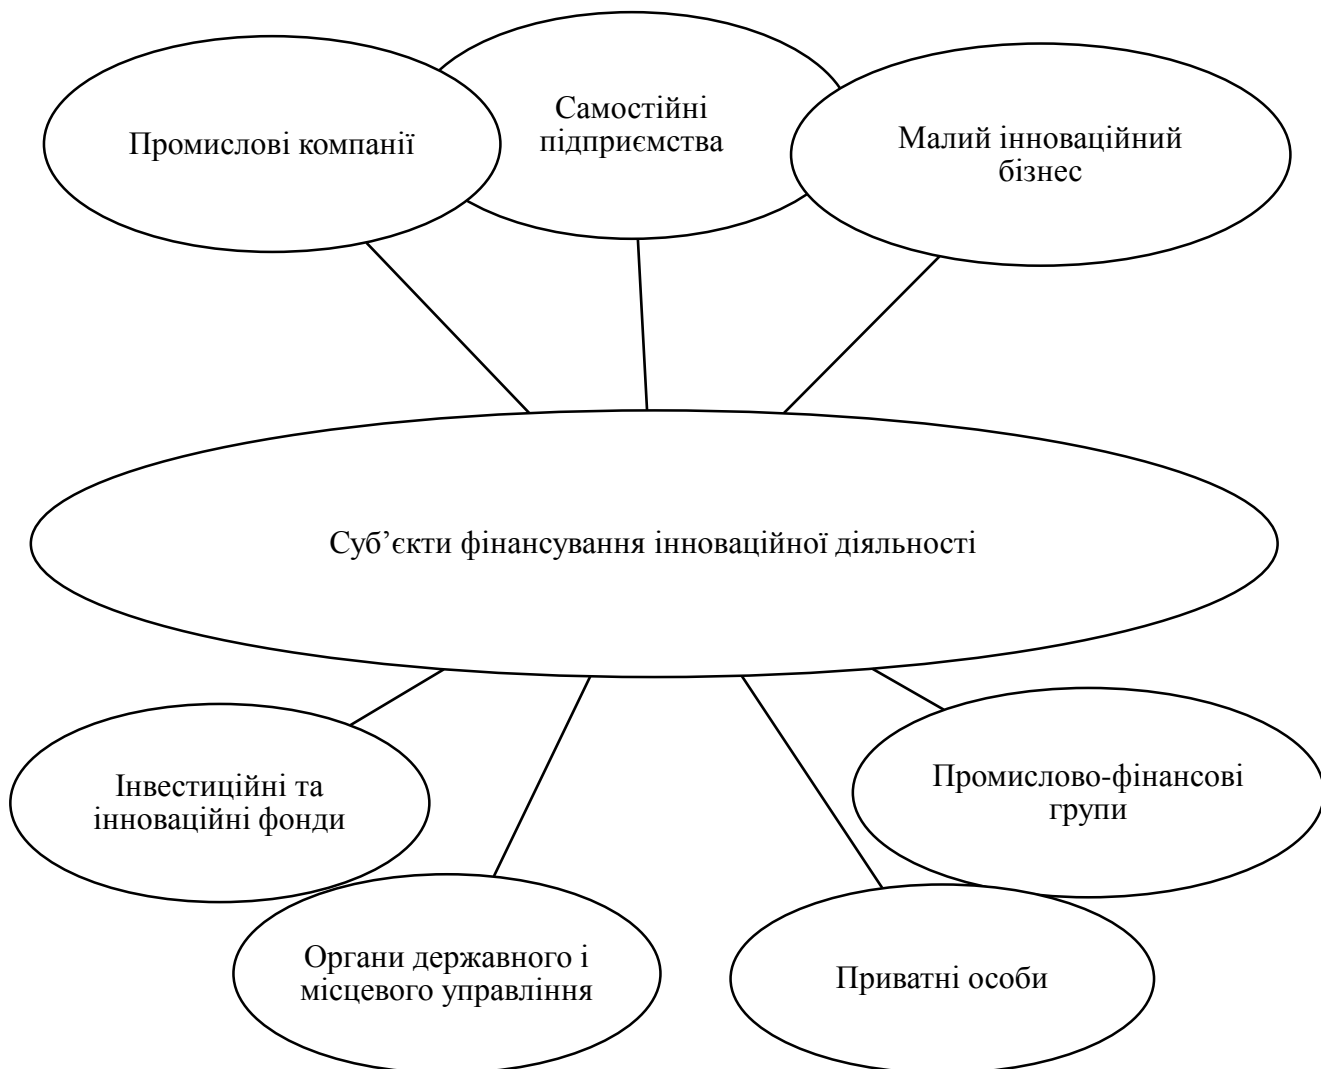 Промислові компанії
Самостійні
підприємства
Малий інноваційний
бізнес
Суб’єкти фінансування інноваційної діяльності
Інвестиційні та
інноваційні фонди
Промислово-фінансові
групи
Органи державного і
місцевого управління
Приватні особи